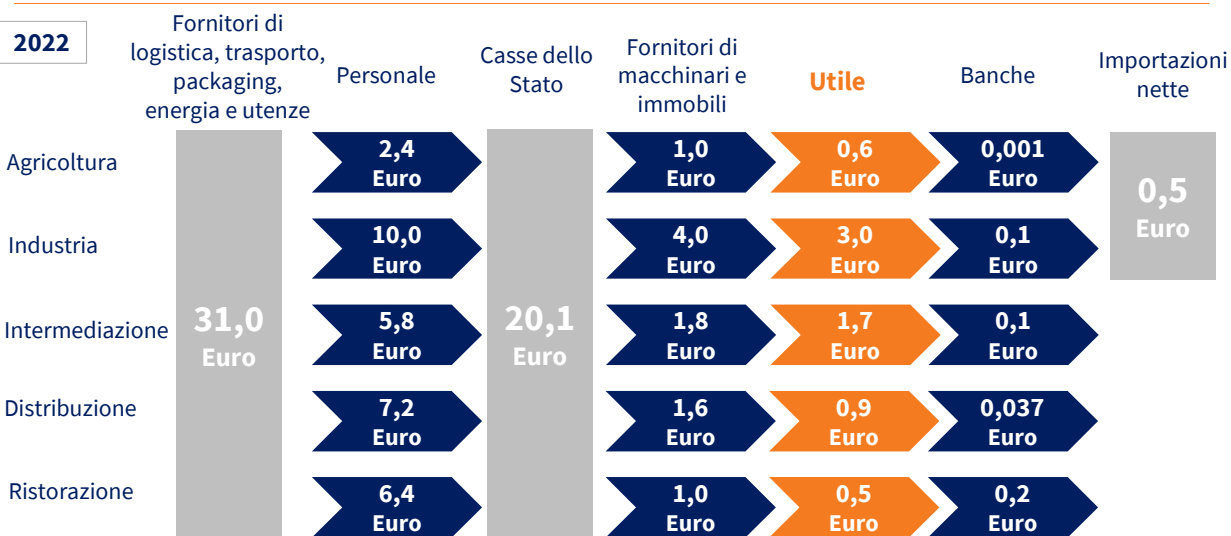 2022
Fornitori di
logistica, trasporto,
packaging,
energia e utenze
Personale
Casse dello
Stato
Fornitori di
macchinari e
immobili
Utile
Banche
Importazioni
nette
Agricoltura
2,4
Euro
1,0
Euro
0,6
Euro
0,001
Euro
0,5
Euro
Industria
10,0
Euro
4,0
Euro
3,0
Euro
0,1
Euro
Intermediazione
31,0
Euro
5,8
Euro
20,1
Euro
1,8
Euro
1,7
Euro
0,1
Euro
Distribuzione
7,2
Euro
1,6
Euro
0,9
Euro
0,037
Euro
Ristorazione
6,4
Euro
1,0
Euro
0,5
Euro
0,2
Euro